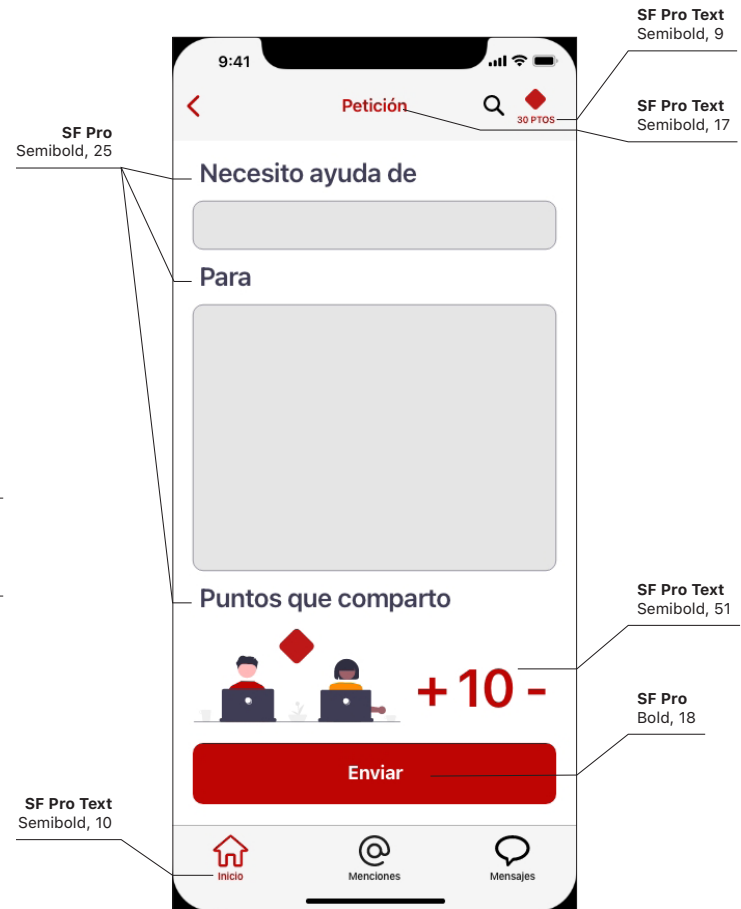 SF Pro Text
Semibold, 9
9:41
Petición
30 PTOS
SF Pro Text
Semibold, 17
SF Pro
Semibold, 25
Necesito ayuda de
Para
Puntos que comparto
SF Pro Text
Semibold, 51
+ 10 -
SF Pro
Bold, 18
Enviar
SF Pro Text
Semibold, 10
Inicio
@
Menciones
Mensajes